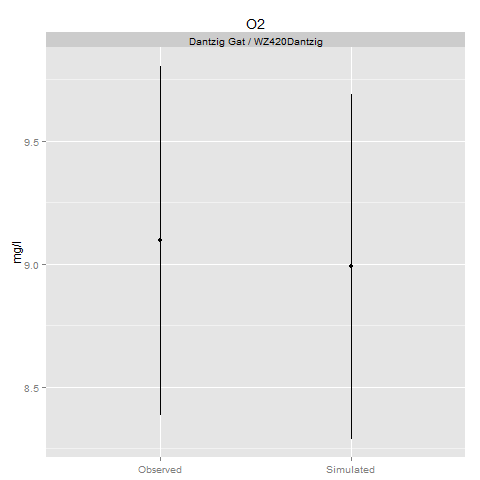 O2
Dantzig Gat / WZ420Dantzig
mg/l
9.5
9.0
8.5
Observed Simulated